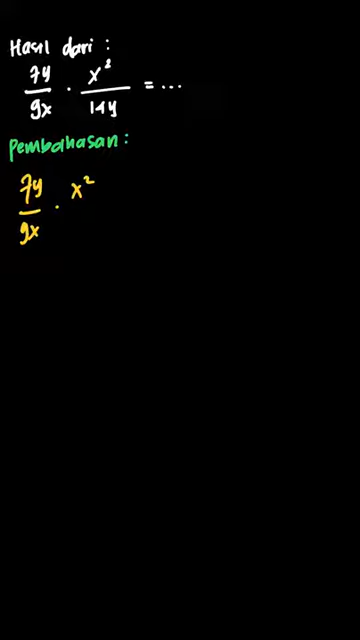 Hasil dari :
7y/9x · x²/14y = ...
Pembahasan :
7y/9x · x²